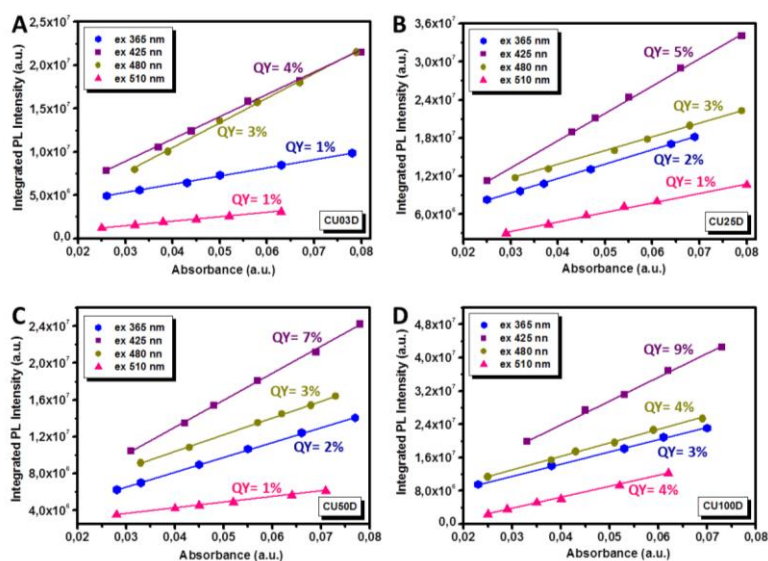 A
ex 365 nm
ex 425 nn
ex 480 nn
ex 510 nm
QY= 4%
QY= 3%
QY= 1%
QY= 1%
CU03D
Integrated PL Intensity (a.u.)
2,5x10⁷
2,0x10⁷
1,5x10⁷
1,0x10⁷
5,0x10⁶
0,0
0,02 0,03 0,04 0,05 0,06 0,07 0,08
Absorbance (a.u.)
B
ex 365 nm
ex 425 nn
ex 480 nn
ex 510 nm
QY= 5%
QY= 3%
QY= 2%
QY= 1%
CU25D
Integrated PL Intensity (a.u.)
3,6x10⁷
3,0x10⁷
2,4x10⁷
1,8x10⁷
1,2x10⁷
6,0x10⁶
0,02 0,03 0,04 0,05 0,06 0,07 0,08
Absorbance (a.u.)
C
ex 365 nm
ex 425 nn
ex 480 nn
ex 510 nm
QY= 7%
QY= 3%
QY= 2%
QY= 1%
CU50D
Integrated PL Intensity (a.u.)
2,4x10⁷
2,0x10⁷
1,6x10⁷
1,2x10⁷
8,0x10⁶
4,0x10⁶
0,02 0,03 0,04 0,05 0,06 0,07 0,08
Absorbance (a.u.)
D
ex 365 nm
ex 425 nn
ex 480 nn
ex 510 nm
QY= 9%
QY= 4%
QY= 3%
QY= 4%
CU100D
Integrated PL Intensity (a.u.)
4,8x10⁷
4,0x10⁷
3,2x10⁷
2,4x10⁷
1,6x10⁷
8,0x10⁶
0,0
0,02 0,03 0,04 0,05 0,06 0,07 0,08
Absorbance (a.u.)